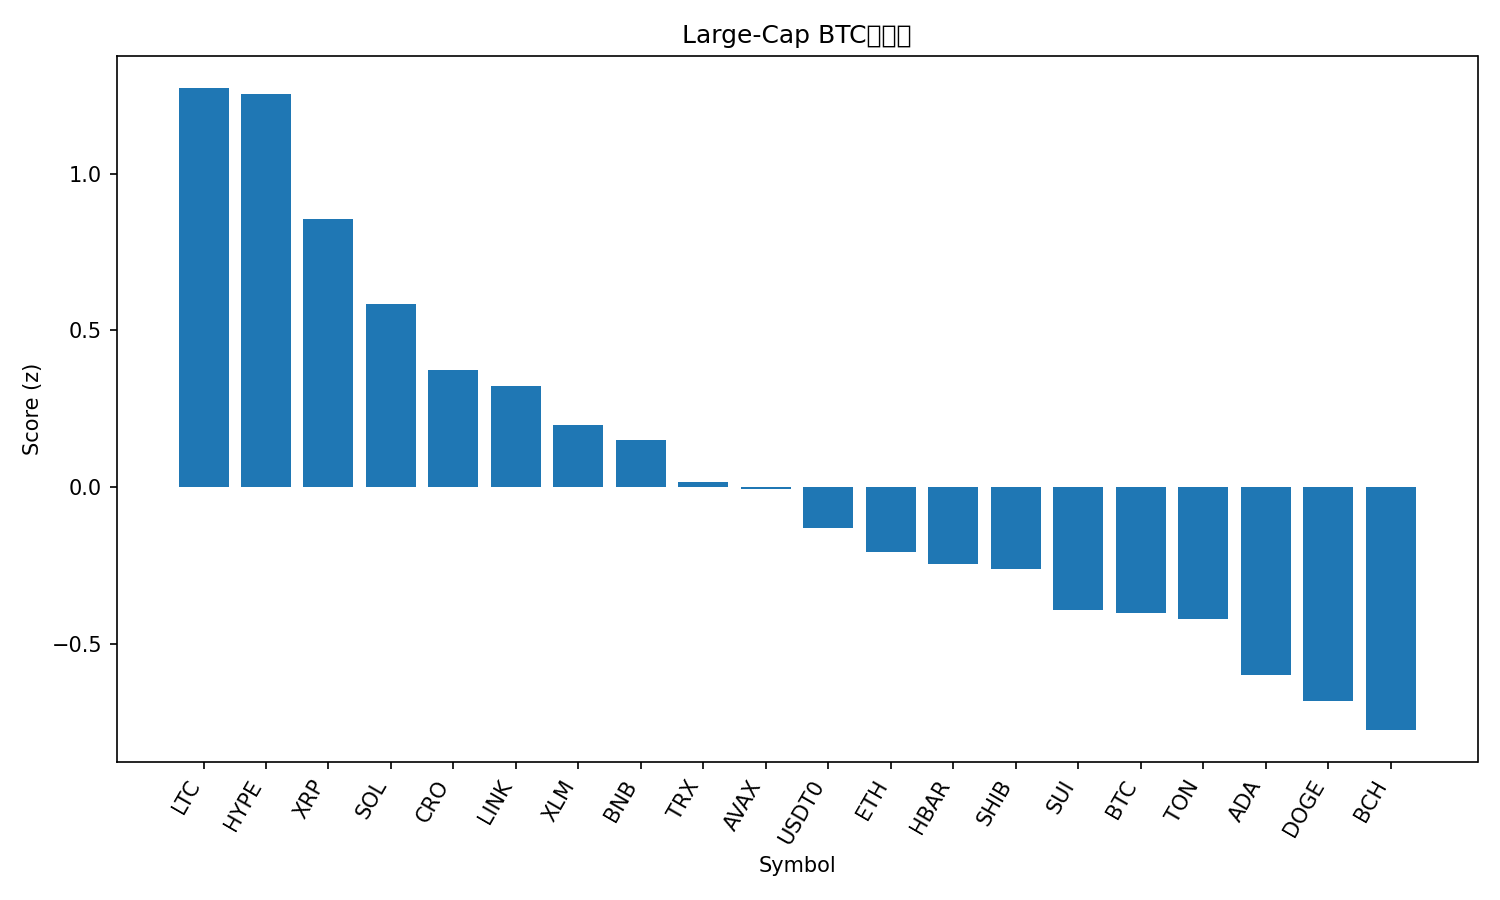 Large-Cap BTC
1.0
0.5
0.0
−0.5
Score (z)
LTC
HYPE
XRP
SOL
CRO
LINK
XLM
BNB
TRX
AVAX
USDT0
ETH
HBAR
SHIB
SUI
BTC
TON
ADA
DOGE
BCH
Symbol